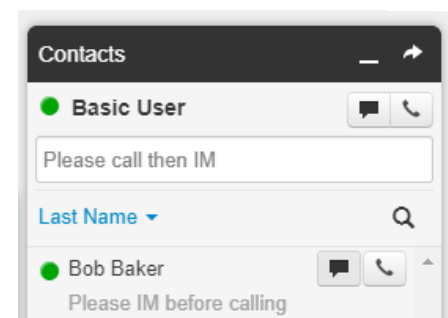 Contacts
Basic User
Please call then IM
Last Name
Bob Baker
Please IM before calling